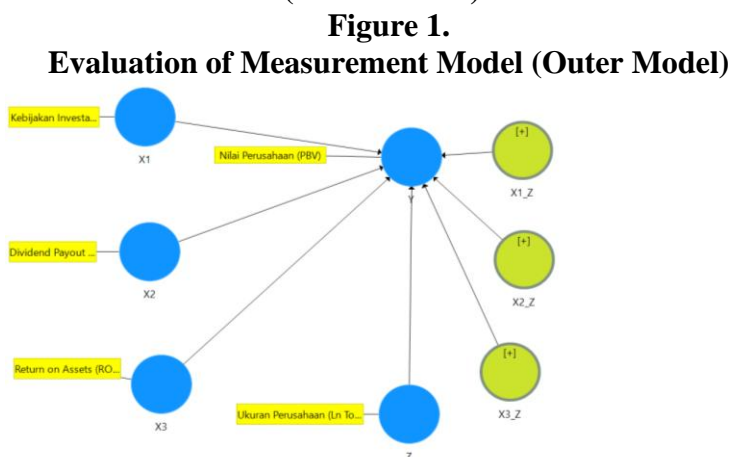 Figure 1.
Evaluation of Measurement Model (Outer Model)
Kebijakan Investa...
X1
Nilai Perusahaan (PBV)
Y
[+]
X1_Z
Dividend Payout ...
X2
[+]
X2_Z
Return on Assets (RO...
X3
Ukuran Perusahaan (Ln To...
Z
[+]
X3_Z